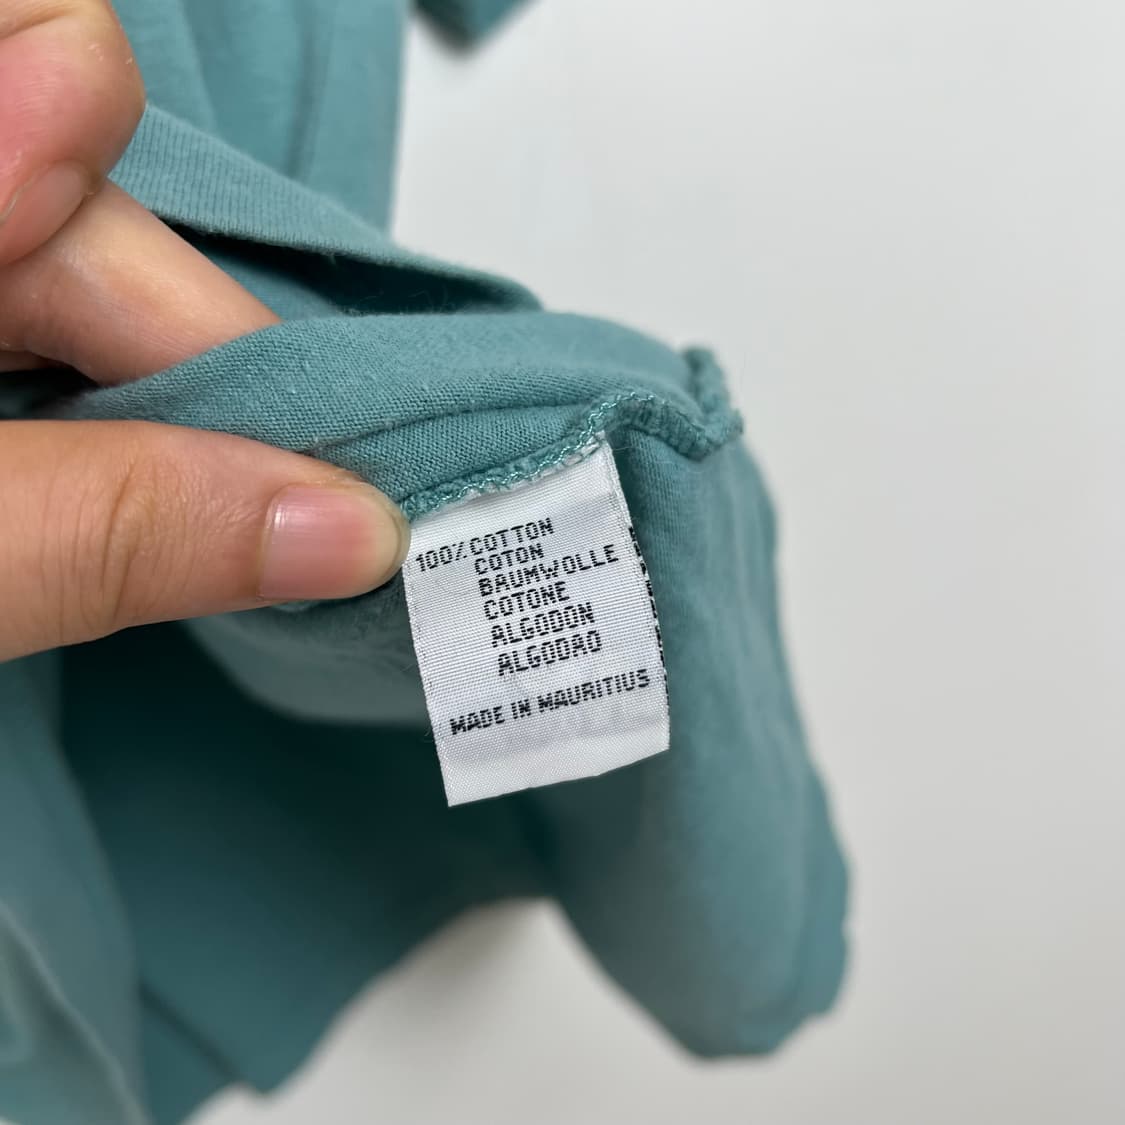 100% COTTON
COTON
BAUMWOLLE
COTONE
ALGODON
ALGODAO
MADE IN MAURITIUS